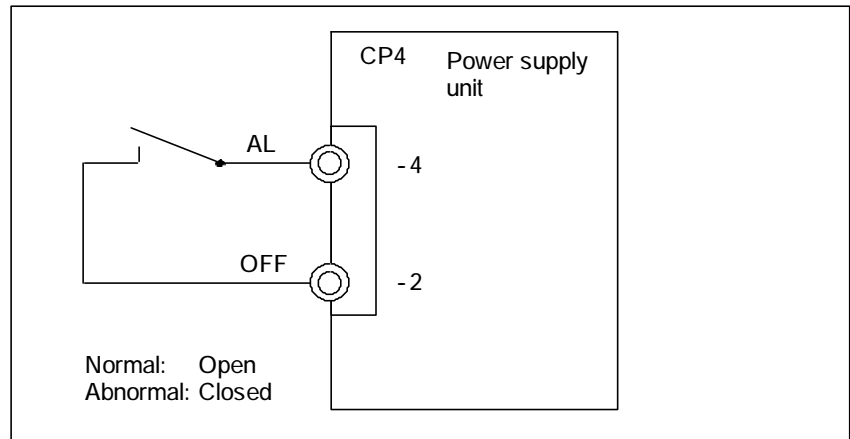 CP4
Power supply
unit
AL
-4
OFF
-2
Normal: Open
Abnormal: Closed